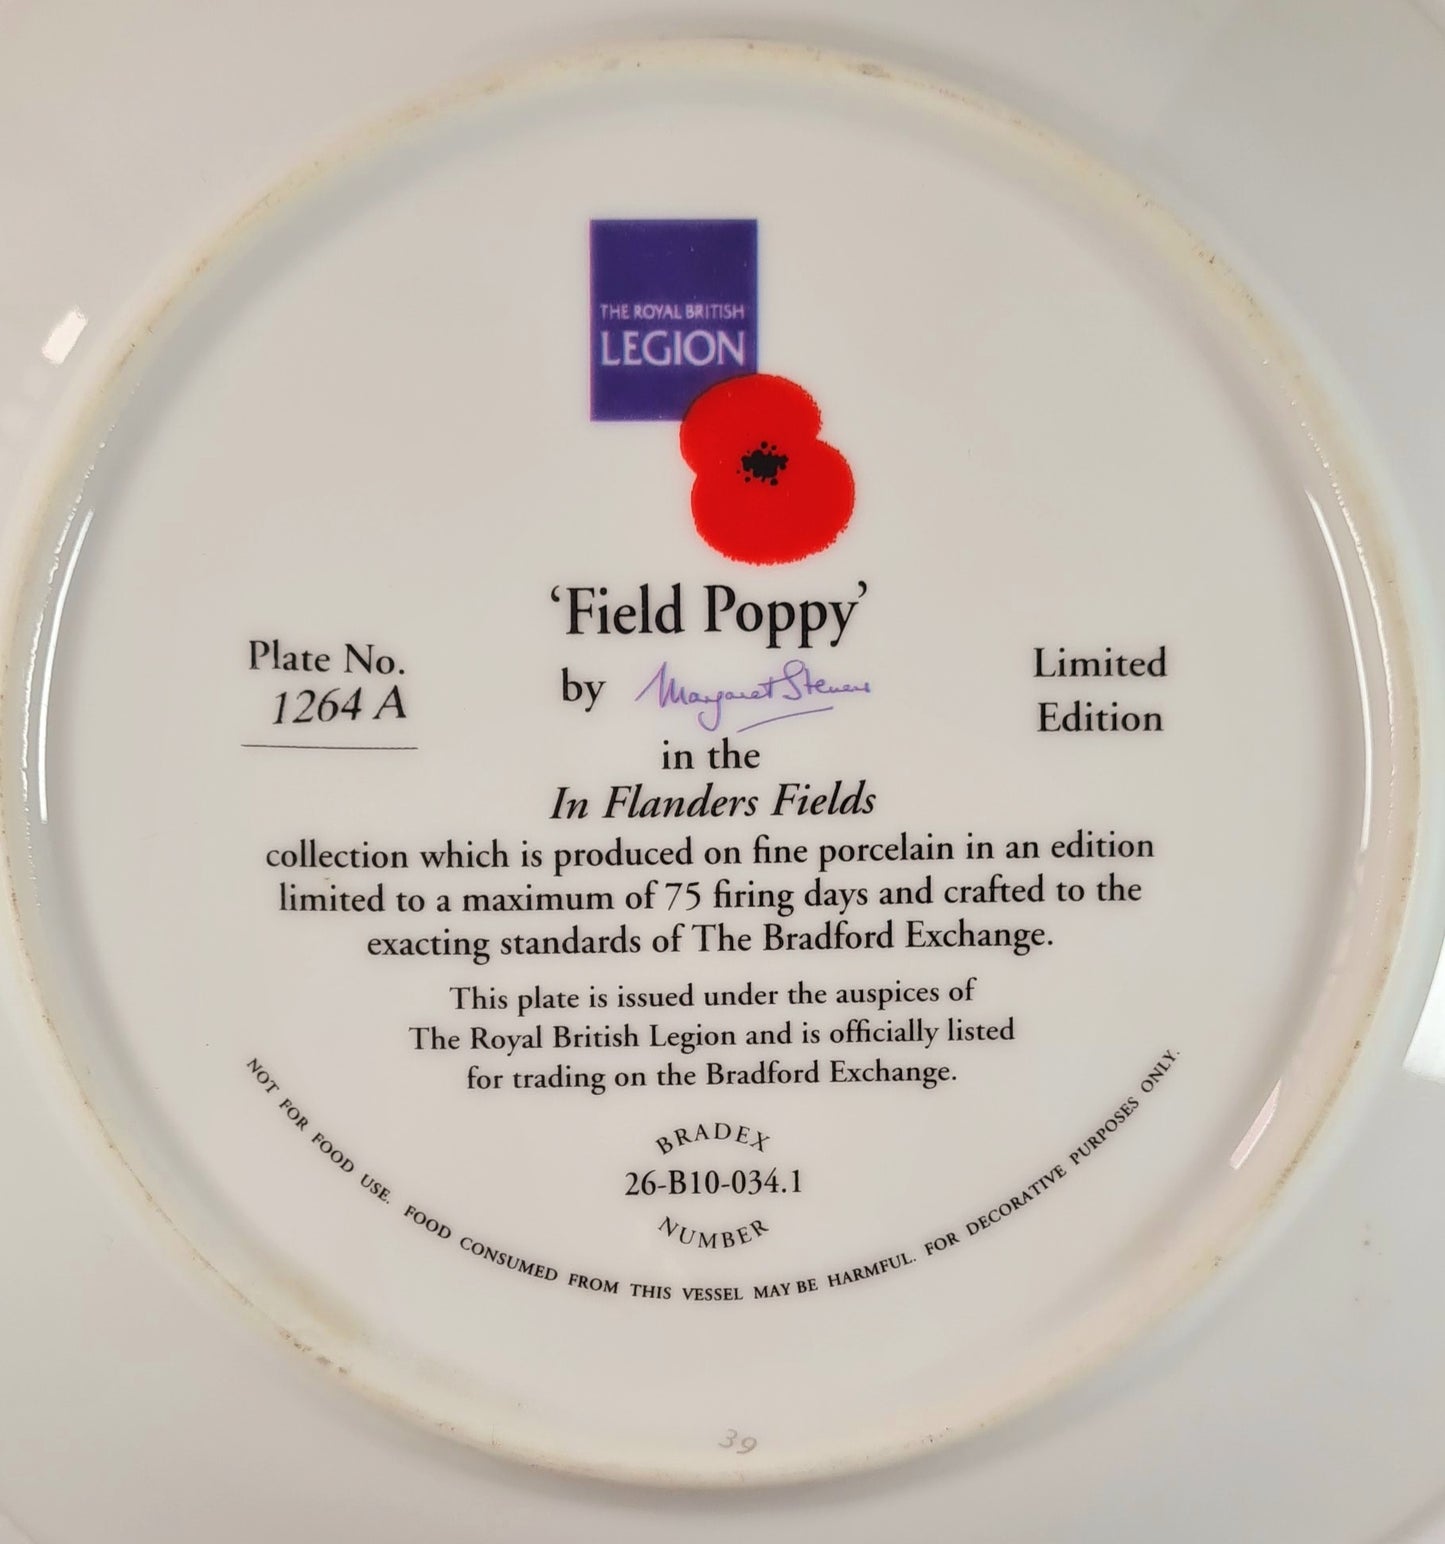 THE ROYAL BRITISH
LEGION
'Field Poppy'
Plate No.
1264 A
by Margaret Stevens
Limited
Edition
in the
In Flanders Fields
collection which is produced on fine porcelain in an edition
limited to a maximum of 75 firing days and crafted to the
exacting standards of The Bradford Exchange.
This plate is issued under the auspices of
The Royal British Legion and is officially listed
for trading on the Bradford Exchange.
BRADEX
26-B10-034.1
NUMBER
NOT FOR FOOD USE. FOOD CONSUMED FROM THIS VESSEL MAY BE HARMFUL. FOR DECORATIVE PURPOSES ONLY.
39